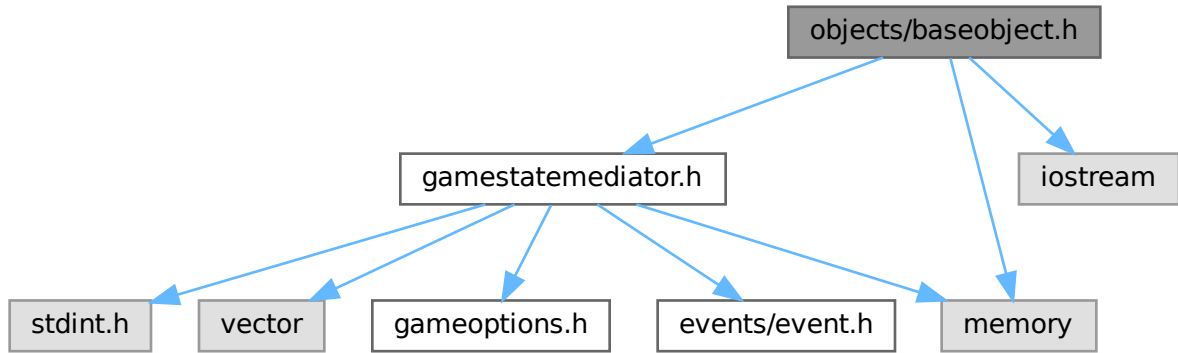 objects/baseobject.h
gamestatemediator.h
iostream
stdint.h
vector
gameoptions.h
events/event.h
memory